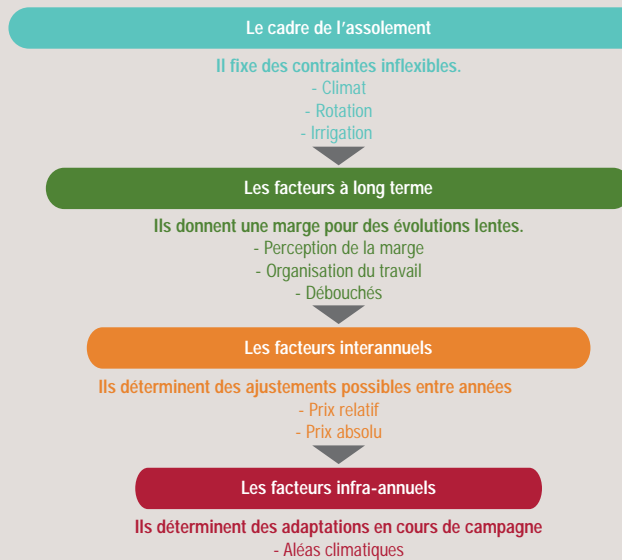 Le cadre de l'assolement
Il fixe des contraintes inflexibles.
- Climat
- Rotation
- Irrigation
Les facteurs à long terme
Ils donnent une marge pour des évolutions lentes.
- Perception de la marge
- Organisation du travail
- Débouchés
Les facteurs interannuels
Ils déterminent des ajustements possibles entre années
- Prix relatif
- Prix absolu
Les facteurs infra-annuels
Ils déterminent des adaptations en cours de campagne
- Aléas climatiques